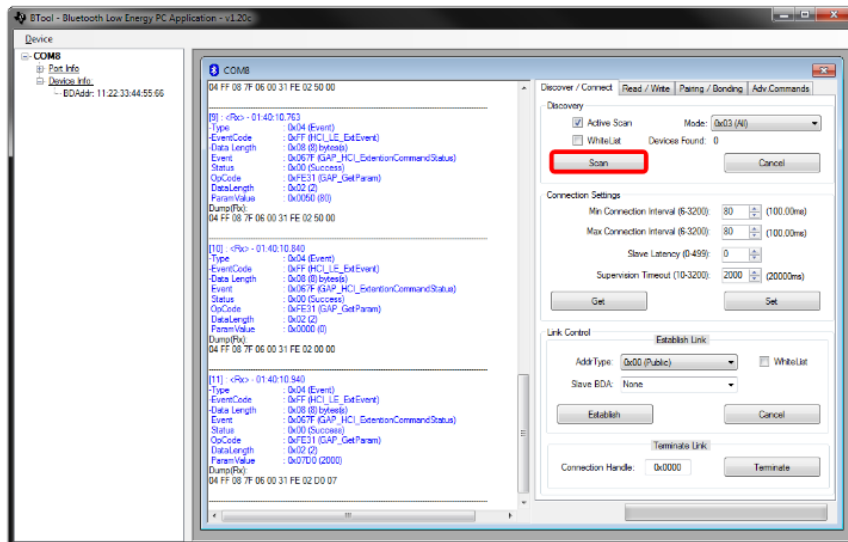 BTool - Bluetooth Low Energy PC Application - v1.20c
Device
COM8
Port Info
Device Info:
BDAddr: 11:22:33:44:55:66
COM8
04 FF 08 7F 06 00 31 FE 02 50 00
[9] : <Rx> - 01:40:10.763
-Type : 0x04 (Event)
-EventCode : 0xFF (HCI_LE_ExtEvent)
-Data Length : 0x08 (8) bytes(s)
Event : 0x067F (GAP_HCI_ExtentionCommandStatus)
Status : 0x00 (Success)
OpCode : 0xFE31 (GAP_GetParam)
DataLength : 0x02 (2)
ParamValue : 0x0050 (80)
Dump(Rx):
04 FF 08 7F 06 00 31 FE 02 50 00
[10] : <Rx> - 01:40:10.840
-Type : 0x04 (Event)
-EventCode : 0xFF (HCI_LE_ExtEvent)
-Data Length : 0x08 (8) bytes(s)
Event : 0x067F (GAP_HCI_ExtentionCommandStatus)
Status : 0x00 (Success)
OpCode : 0xFE31 (GAP_GetParam)
DataLength : 0x02 (2)
ParamValue : 0x0000 (0)
Dump(Rx):
04 FF 08 7F 06 00 31 FE 02 00 00
[11] : <Rx> - 01:40:10.940
-Type : 0x04 (Event)
-EventCode : 0xFF (HCI_LE_ExtEvent)
-Data Length : 0x08 (8) bytes(s)
Event : 0x067F (GAP_HCI_ExtentionCommandStatus)
Status : 0x00 (Success)
OpCode : 0xFE31 (GAP_GetParam)
DataLength : 0x02 (2)
ParamValue : 0x07D0 (2000)
Dump(Rx):
04 FF 08 7F 06 00 31 FE 02 D0 07
Discover / Connect Read / Write Pairing / Bonding Adv.Commands
Discovery
Active Scan Mode: 0x03 (All)
WhiteList Devices Found: 0
Scan Cancel
Connection Settings
Min Connection Interval (6-3200): 80 (100.00ms)
Max Connection Interval (6-3200): 80 (100.00ms)
Slave Latency (0-499): 0
Supervision Timeout (10-3200): 2000 (20000ms)
Get Set
Link Control
Establish Link
AddrType: 0x00 (Public) WhiteList
Slave BDA: None
Establish Cancel
Terminate Link
Connection Handle: 0x0000 Terminate